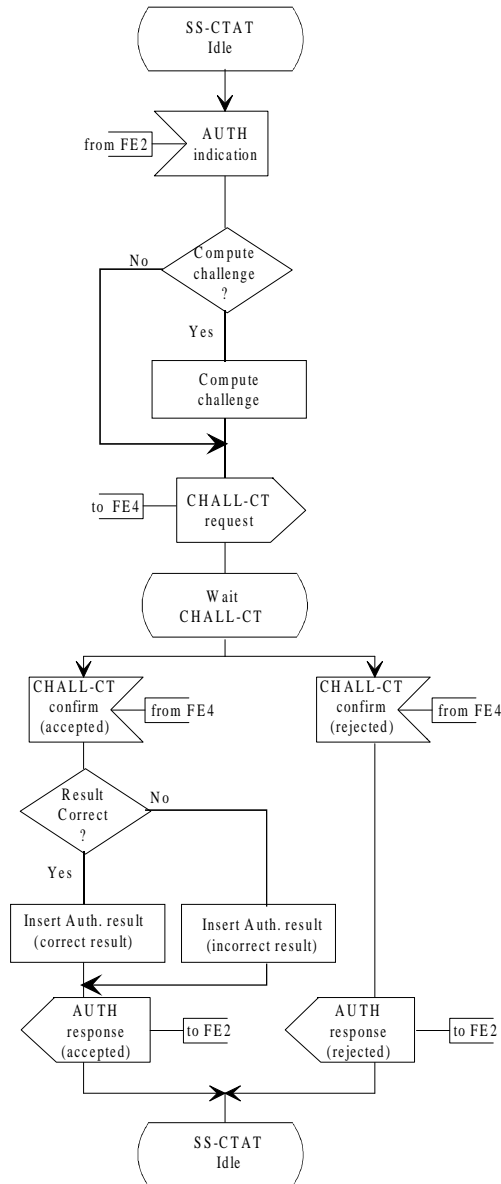 SS-CTAT
Idle
from FE2
AUTH
indication
No
Compute
challenge
?
Yes
Compute
challenge
to FE4
CHALL-CT
request
Wait
CHALL-CT
CHALL-CT
confirm
(accepted)
from FE4
CHALL-CT
confirm
(rejected)
from FE4
Result
Correct
?
No
Yes
Insert Auth. result
(correct result)
Insert Auth. result
(incorrect result)
AUTH
response
(accepted)
to FE2
AUTH
response
(rejected)
to FE2
SS-CTAT
Idle